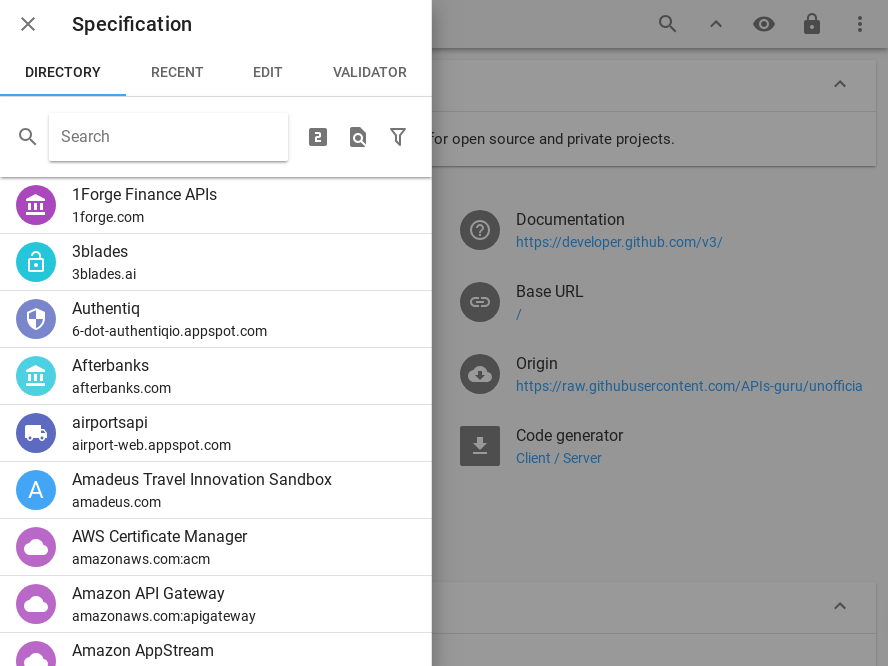 Specification
DIRECTORY
RECENT
EDIT
VALIDATOR
Search
2
1Forge Finance APIs
1forge.com
3blades
3blades.ai
Authentiq
6-dot-authentiqio.appspot.com
Afterbanks
afterbanks.com
airportsapi
airport-web.appspot.com
A
Amadeus Travel Innovation Sandbox
amadeus.com
AWS Certificate Manager
amazonaws.com:acm
Amazon API Gateway
amazonaws.com:apigateway
Amazon AppStream
for open source and private projects.
Documentation
https://developer.github.com/v3/
Base URL
/
Origin
https://raw.githubusercontent.com/APIs-guru/unofficia
Code generator
Client / Server